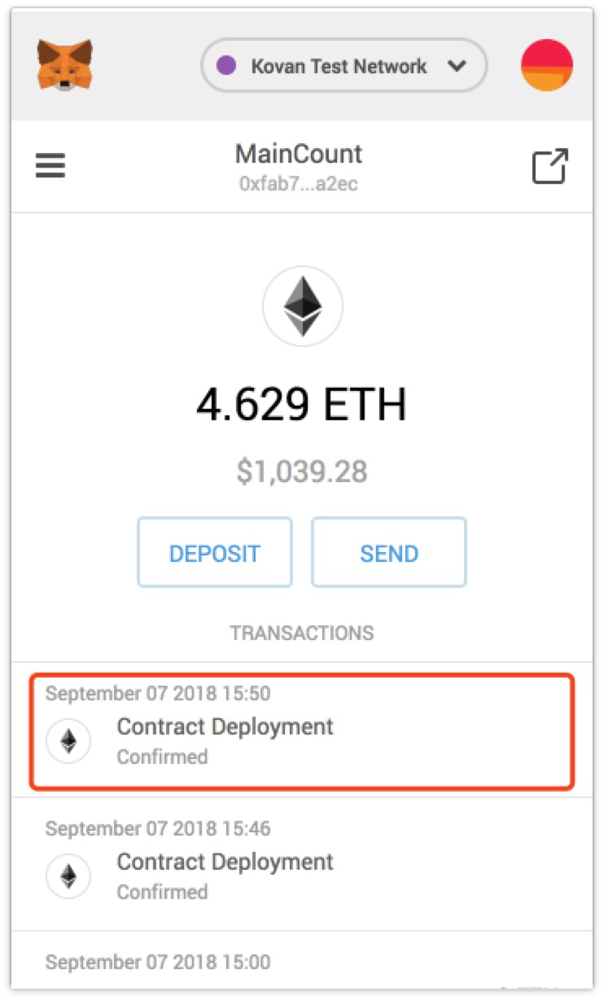 Kovan Test Network
MainCount
0xfab7...a2ec
4.629 ETH
$1,039.28
DEPOSIT
SEND
TRANSACTIONS
September 07 2018 15:50
Contract Deployment
Confirmed
September 07 2018 15:46
Contract Deployment
Confirmed
September 07 2018 15:00